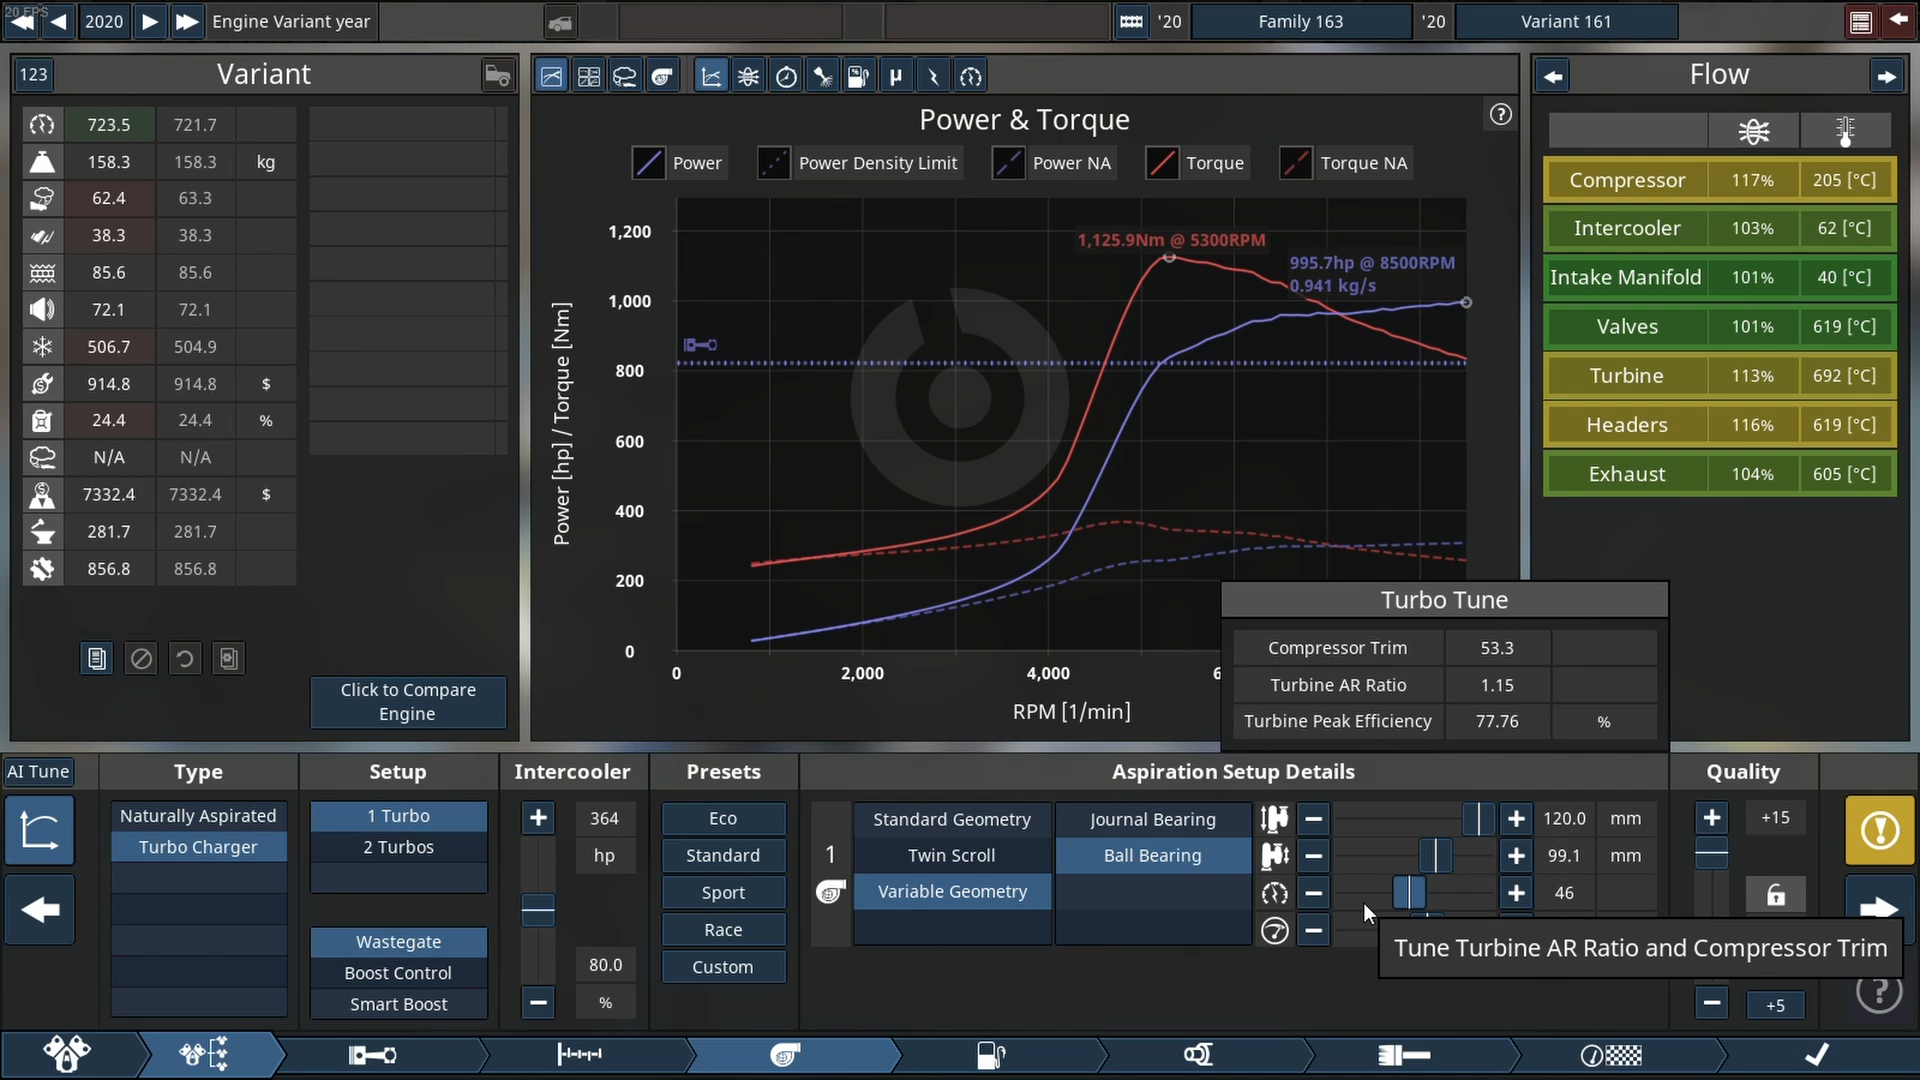 20 FPS
2020
Engine Variant year
'20
Family 163
'20
Variant 161
123
Variant
723.5 721.7
158.3 158.3 kg
62.4 63.3
38.3 38.3
85.6 85.6
72.1 72.1
506.7 504.9
914.8 914.8 $
24.4 24.4 %
N/A N/A
7332.4 7332.4 $
281.7 281.7
856.8 856.8
Click to Compare
Engine
µ
Power & Torque
?
Power
Power Density Limit
Power NA
Torque
Torque NA
Power [hp] / Torque [Nm]
1,200
1,000
800
600
400
200
0
1,125.9Nm @ 5300RPM
995.7hp @ 8500RPM
0.941 kg/s
0 2,000 4,000 6
RPM [1/min]
Flow
Compressor 117% 205 [°C]
Intercooler 103% 62 [°C]
Intake Manifold 101% 40 [°C]
Valves 101% 619 [°C]
Turbine 113% 692 [°C]
Headers 116% 619 [°C]
Exhaust 104% 605 [°C]
Turbo Tune
Compressor Trim 53.3
Turbine AR Ratio 1.15
Turbine Peak Efficiency 77.76 %
AI Tune
Type
Naturally Aspirated
Turbo Charger
Setup
1 Turbo
2 Turbos
Wastegate
Boost Control
Smart Boost
Intercooler
+ 364
hp
80.0
− %
Presets
Eco
Standard
Sport
Race
Custom
Aspiration Setup Details
1
Standard Geometry
Twin Scroll
Variable Geometry
Journal Bearing
Ball Bearing
− + 120.0 mm
− + 99.1 mm
− + 46
−
Tune Turbine AR Ratio and Compressor Trim
Quality
+ +15
− +5
!
?